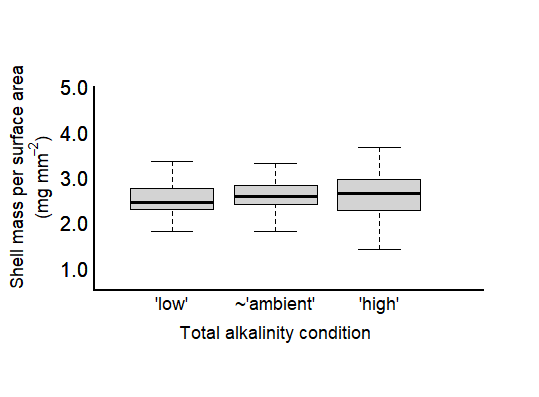 Shell mass per surface area
(mg mm⁻²)
5.0
4.0
3.0
2.0
1.0
'low' ~'ambient' 'high'
Total alkalinity condition